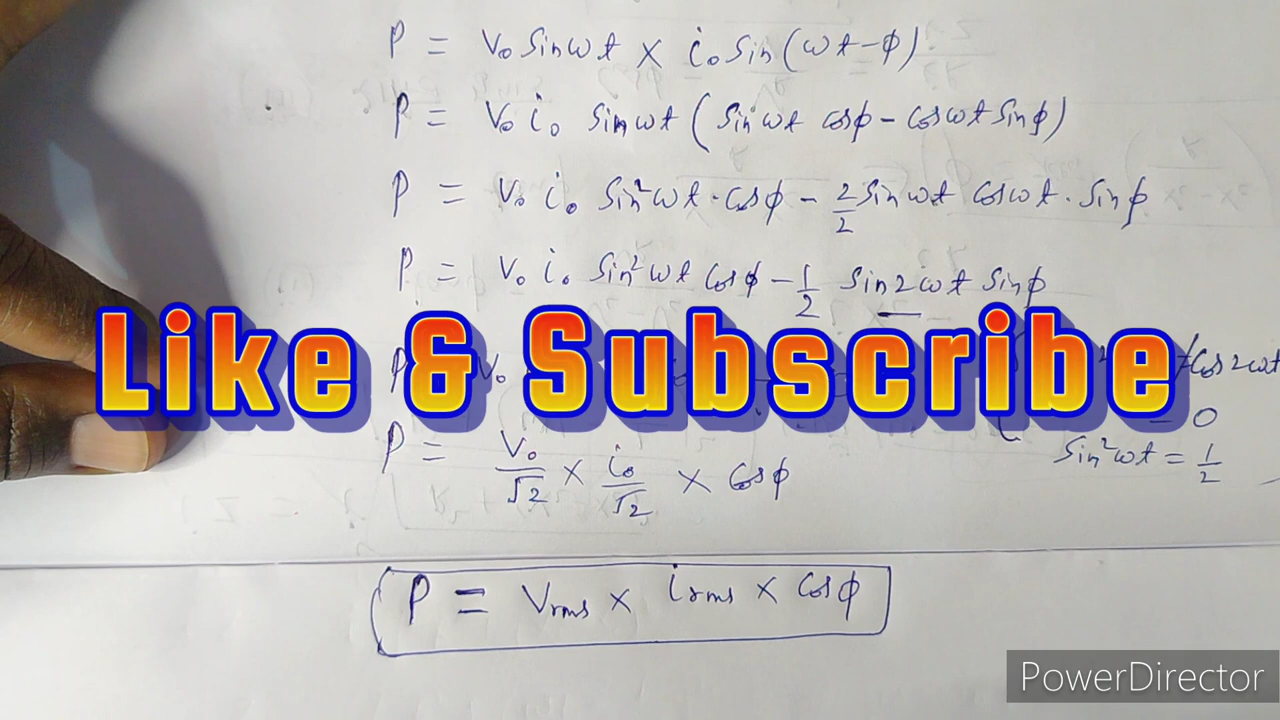 P = V₀ Sinωt × i₀ Sin(ωt-ϕ)
P = V₀ i₀ Sinωt (Sinωt cosϕ - cosωt Sinϕ)
P = V₀ i₀ Sin²ωt·cosϕ - 2/2 Sinωt cosωt·Sinϕ
P = V₀ i₀ Sin²ωt cosϕ - 1/2 Sin2ωt Sinϕ
Like & Subscribe
P V₀ cos2ωt
= 0
P = V₀/√2 × i₀/√2 × cosϕ
Sin²ωt = 1/2
P = Vrms × irms × cosϕ
PowerDirector